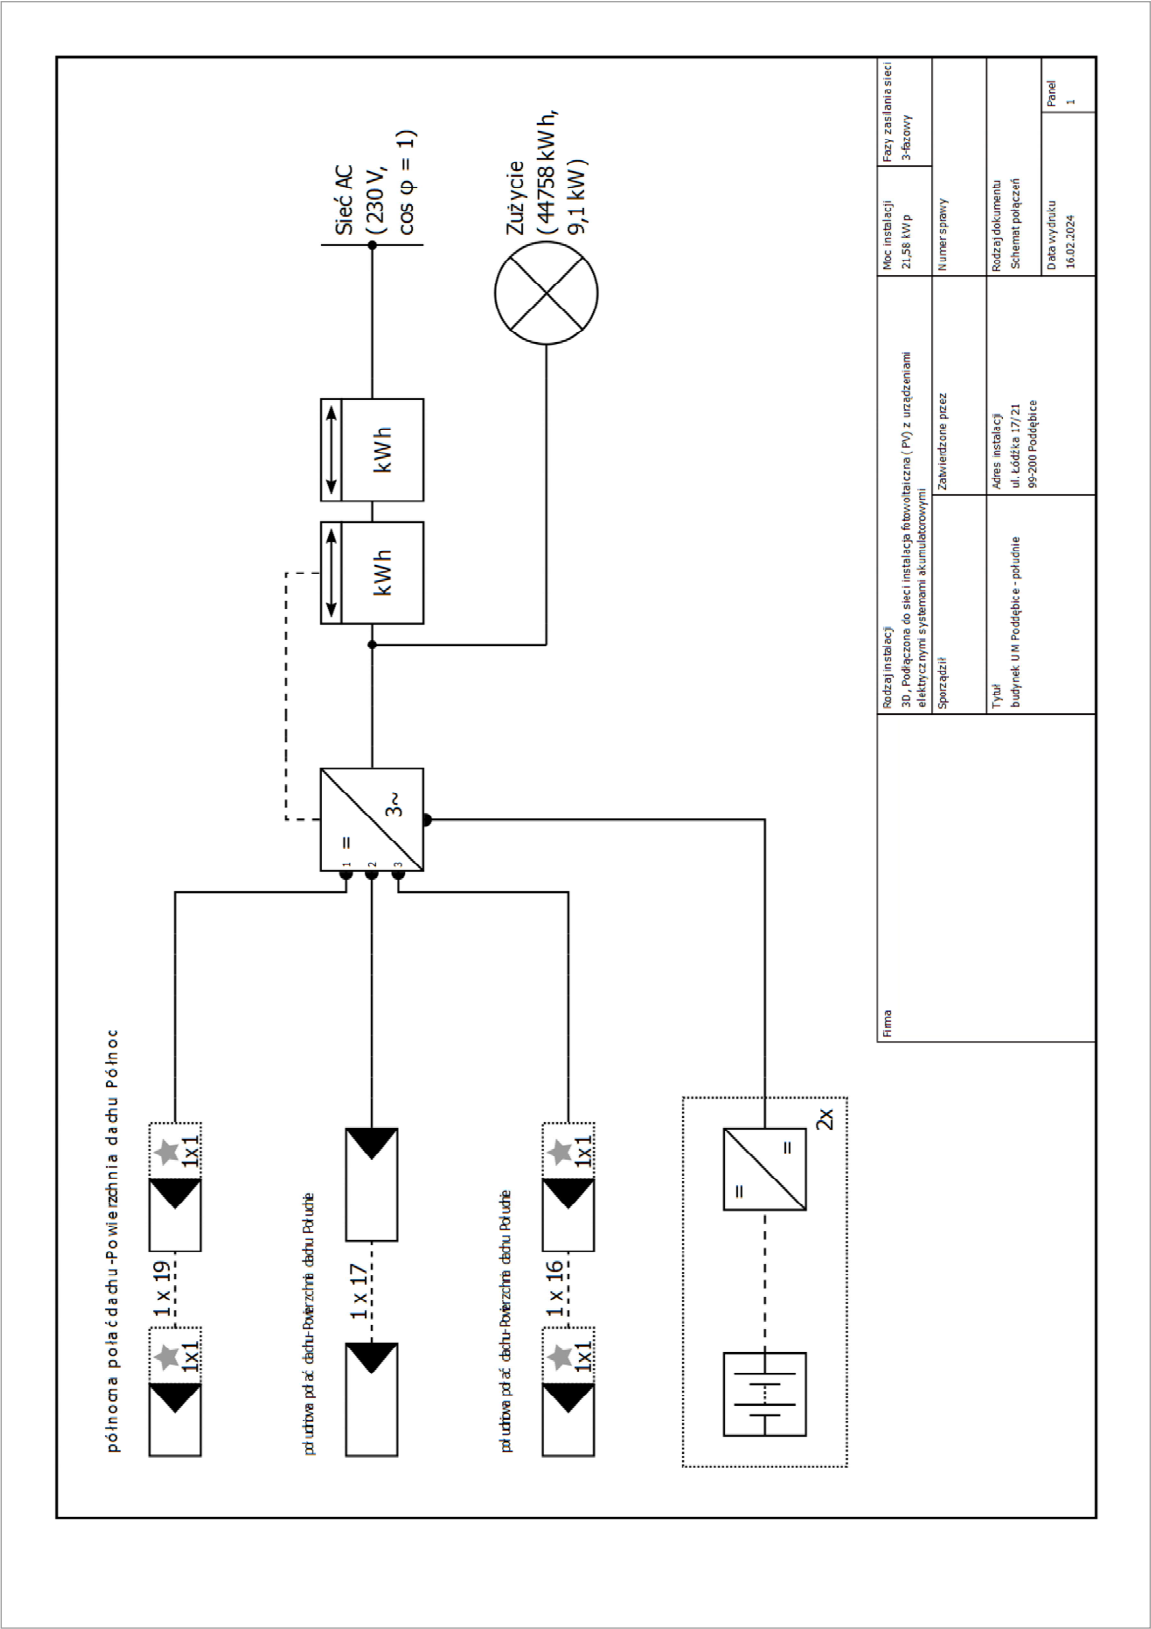 północna połać dachu-Powierzchnia dachu Północ
1x1
1 x 19
1x1
południowa połać dachu-Powierzchnia dachu Południe
1 x 17
południowa połać dachu-Powierzchnia dachu Południe
1x1
1 x 16
1x1
2x
=
=
1
2
3
=
3~
kWh
kWh
Sieć AC
(230 V,
cos φ = 1)
Zużycie
(44758 kWh,
9,1 kW)
Firma
Rodzaj instalacji
3D, Podłączona do sieci instalacja fotowoltaiczna (PV) z urządzeniami
elektrycznymi systemami akumulatorowymi
Moc instalacji
21,58 kWp
Fazy zasilania sieci
3-fazowy
Sporządził
Zatwierdzone przez
Numer sprawy
Tytuł
budynek UM Poddębice - południe
Adres instalacji
ul. Łódźka 17/21
99-200 Poddębice
Rodzaj dokumentu
Schemat połączeń
Data wydruku
16.02.2024
Panel
1